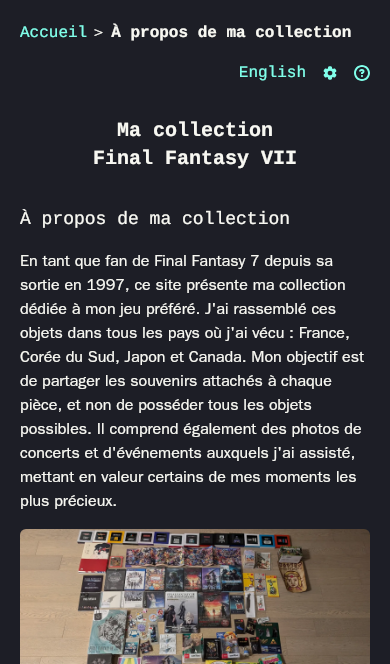 Accueil > À propos de ma collection
English
Ma collection
Final Fantasy VII
À propos de ma collection
En tant que fan de Final Fantasy 7 depuis sa
sortie en 1997, ce site présente ma collection
dédiée à mon jeu préféré. J'ai rassemblé ces
objets dans tous les pays où j'ai vécu : France,
Corée du Sud, Japon et Canada. Mon objectif est
de partager les souvenirs attachés à chaque
pièce, et non de posséder tous les objets
possibles. Il comprend également des photos de
concerts et d'événements auxquels j'ai assisté,
mettant en valeur certains de mes moments les
plus précieux.